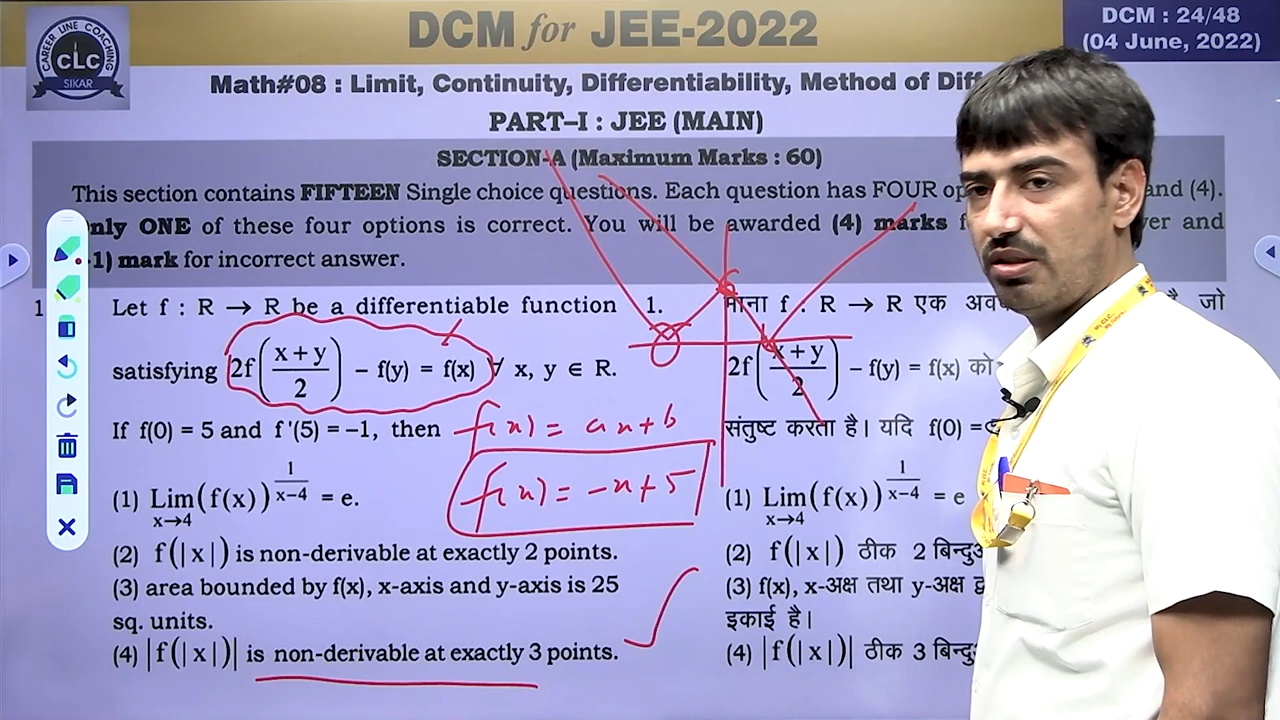 DCM for JEE-2022
DCM : 24/48
(04 June, 2022)
CAREER LINE COACHING
CLC
SIKAR
Math#08 : Limit, Continuity, Differentiability, Method of Diff
PART–I : JEE (MAIN)
SECTION-A (Maximum Marks : 60)
This section contains FIFTEEN Single choice questions. Each question has FOUR op and (4).
nly ONE of these four options is correct. You will be awarded (4) marks f er and
1) mark for incorrect answer.
1 Let f : R → R be a differentiable function
satisfying 2f((x+y)/2) – f(y) = f(x) ∀ x, y ∈ R.
If f(0) = 5 and f'(5) = –1, then
f(x) = ax+b
f(x) = -x+5
(1) Lim x→4 (f(x))^(1/(x–4)) = e.
(2) f(|x|) is non-derivable at exactly 2 points.
(3) area bounded by f(x), x-axis and y-axis is 25
sq. units.
(4) |f(|x|)| is non-derivable at exactly 3 points.
1. माना f : R → R एक अव है जो
2f((x+y)/2) – f(y) = f(x) को
संतुष्ट करता है। यदि f(0) =
(1) Lim x→4 (f(x))^(1/(x–4)) = e
(2) f(|x|) ठीक 2 बिन्दु
(3) f(x), x-अक्ष तथा y-अक्ष द्व
इकाई है।
(4) |f(|x|)| ठीक 3 बिन्दु